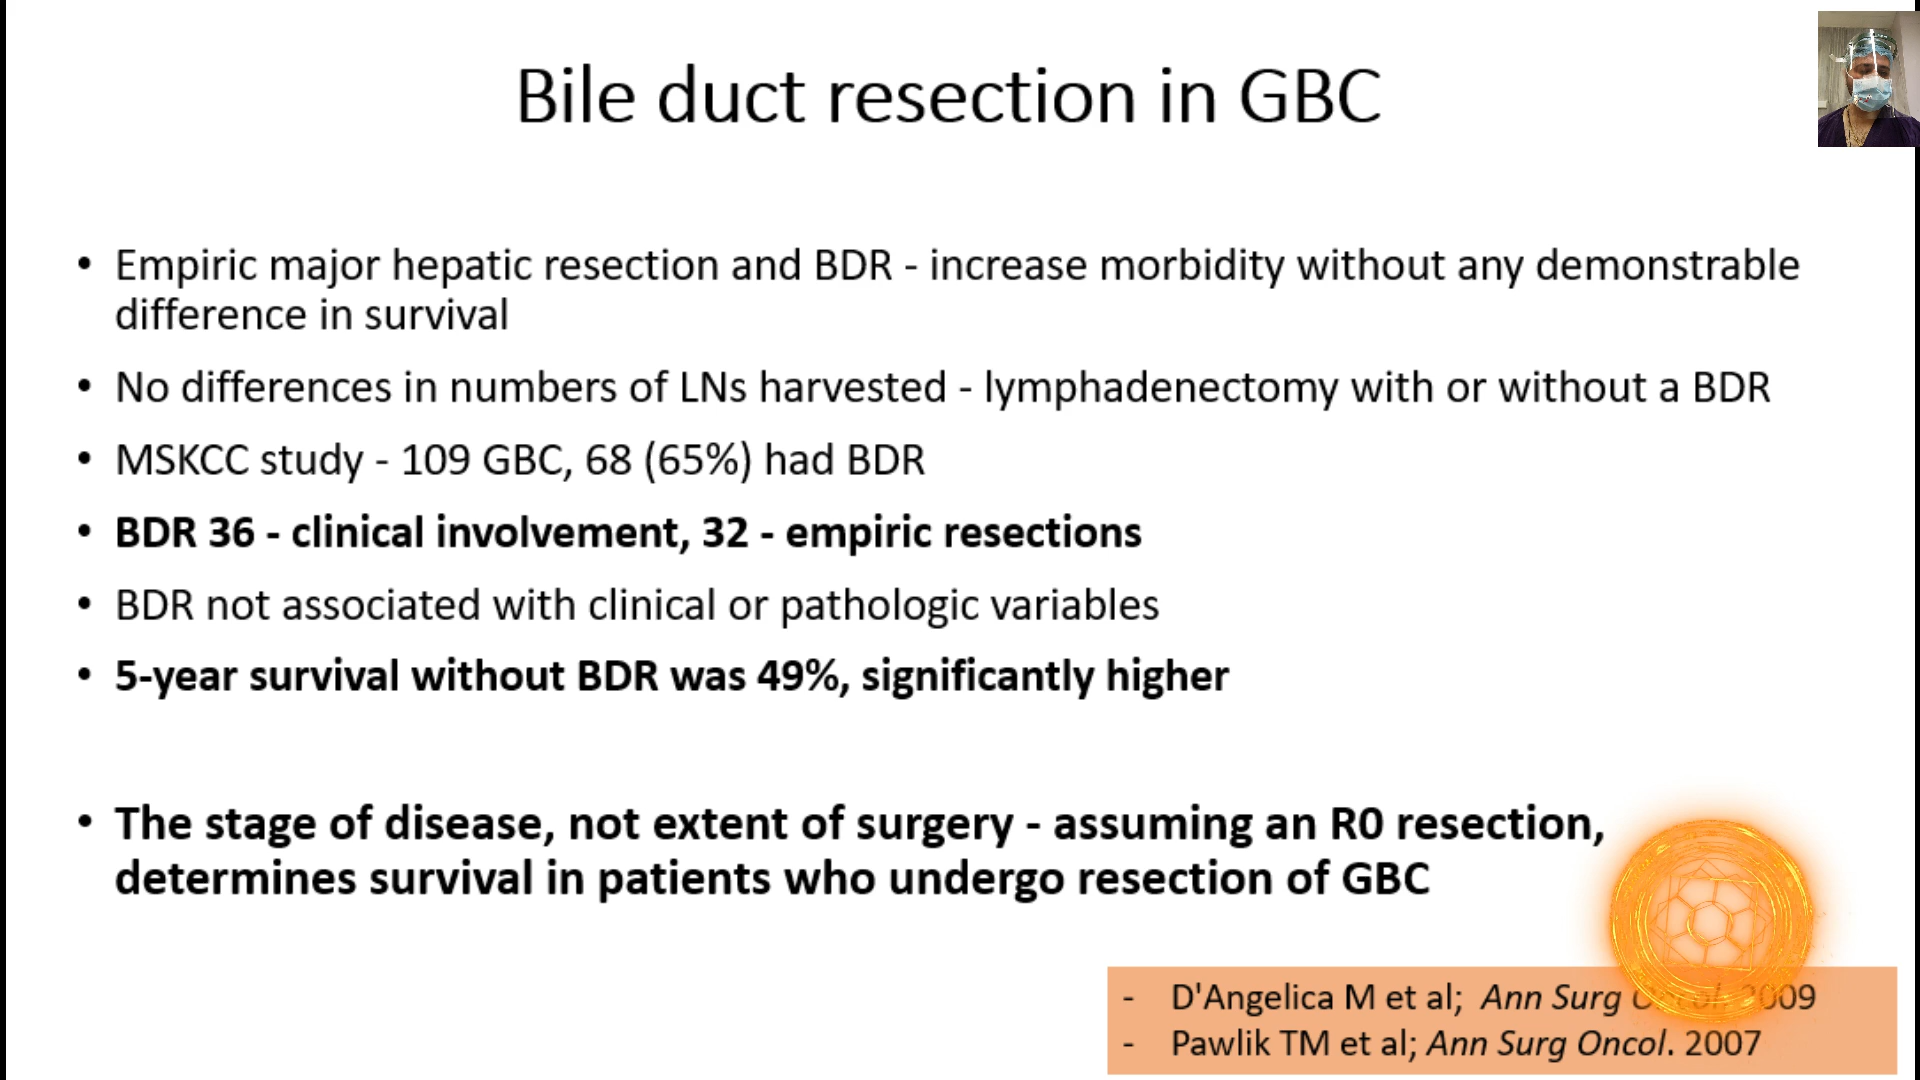 Bile duct resection in GBC
• Empiric major hepatic resection and BDR - increase morbidity without any demonstrable
difference in survival
• No differences in numbers of LNs harvested - lymphadenectomy with or without a BDR
• MSKCC study - 109 GBC, 68 (65%) had BDR
• BDR 36 - clinical involvement, 32 - empiric resections
• BDR not associated with clinical or pathologic variables
• 5-year survival without BDR was 49%, significantly higher
• The stage of disease, not extent of surgery - assuming an R0 resection,
determines survival in patients who undergo resection of GBC
- D'Angelica M et al; Ann Surg Oncol. 2009
- Pawlik TM et al; Ann Surg Oncol. 2007